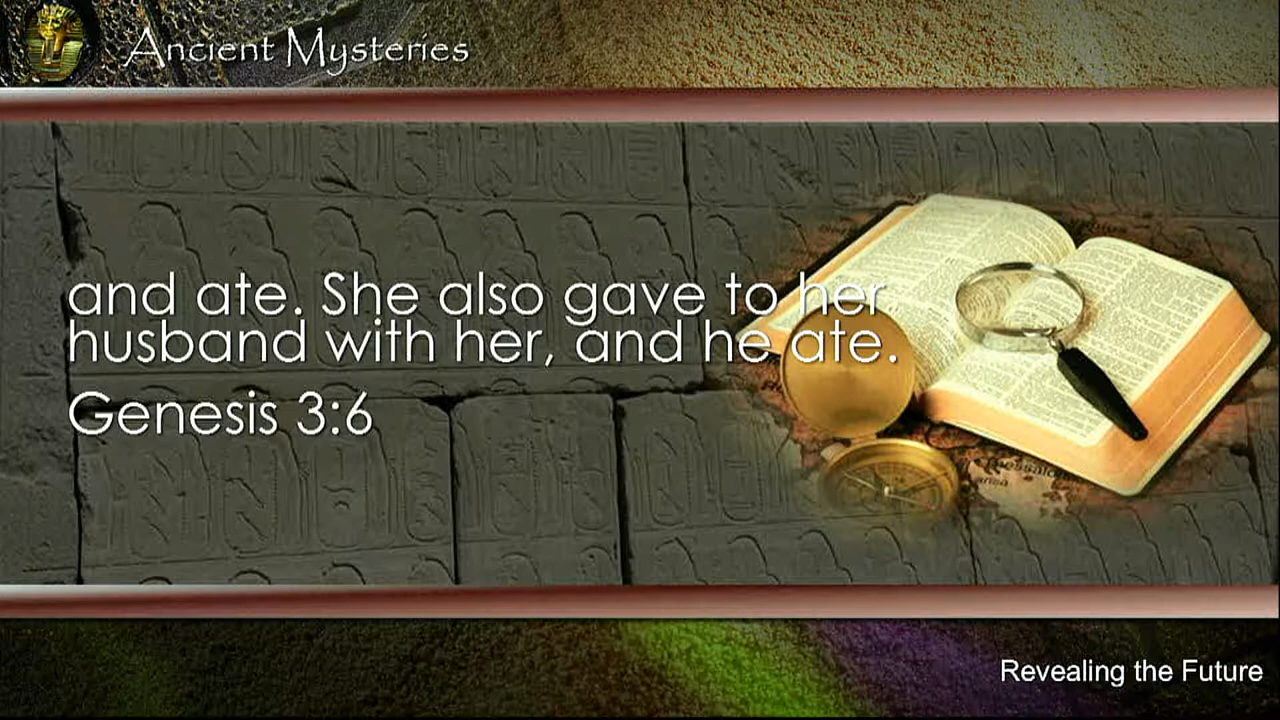 Ancient Mysteries
and ate. She also gave to her
husband with her, and he ate.
Genesis 3:6
Revealing the Future